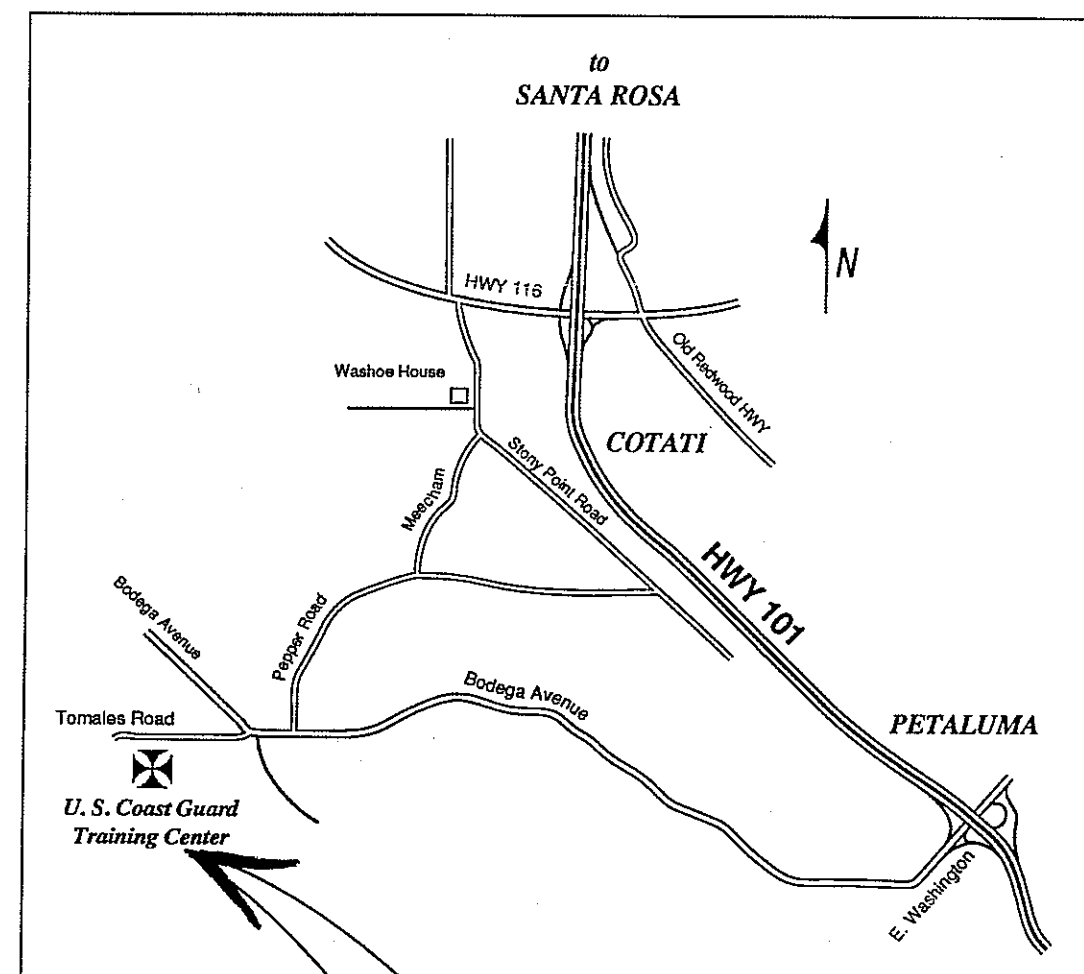 to
SANTA ROSA
N
HWY 116
Old Redwood HWY
Washoe House
COTATI
Stony Point Road
Meecham
HWY 101
Bodega Avenue
Pepper Road
Bodega Avenue
Tomales Road
PETALUMA
U. S. Coast Guard
Training Center
E. Washington